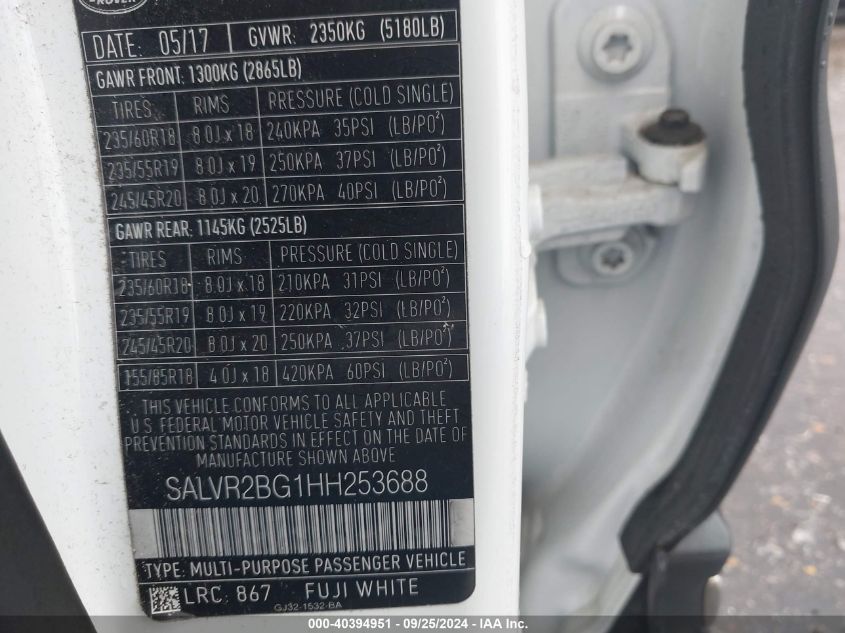 ROVER
DATE: 05/17 GVWR: 2350KG (5180LB)
GAWR FRONT: 1300KG (2865LB)
TIRES RIMS PRESSURE (COLD SINGLE)
235/60R18 8.0J x 18 240KPA 35PSI (LB/PO²)
235/55R19 8.0J x 19 250KPA 37PSI (LB/PO²)
245/45R20 8.0J x 20 270KPA 40PSI (LB/PO²)
GAWR REAR: 1145KG (2525LB)
TIRES RIMS PRESSURE (COLD SINGLE)
235/60R18 8.0J x 18 210KPA 31PSI (LB/PO²)
235/55R19 8.0J x 19 220KPA 32PSI (LB/PO²)
245/45R20 8.0J x 20 250KPA 37PSI (LB/PO²)
155/85R18 4.0J x 18 420KPA 60PSI (LB/PO²)
THIS VEHICLE CONFORMS TO ALL APPLICABLE
U.S. FEDERAL MOTOR VEHICLE SAFETY AND THEFT
PREVENTION STANDARDS IN EFFECT ON THE DATE OF
MANUFACTURE SHOWN ABOVE
SALVR2BG1HH253688
TYPE: MULTI-PURPOSE PASSENGER VEHICLE
LRC: 867 FUJI WHITE
GJ32-1532-BA
000-40394951 - 09/25/2024 - IAAI.com